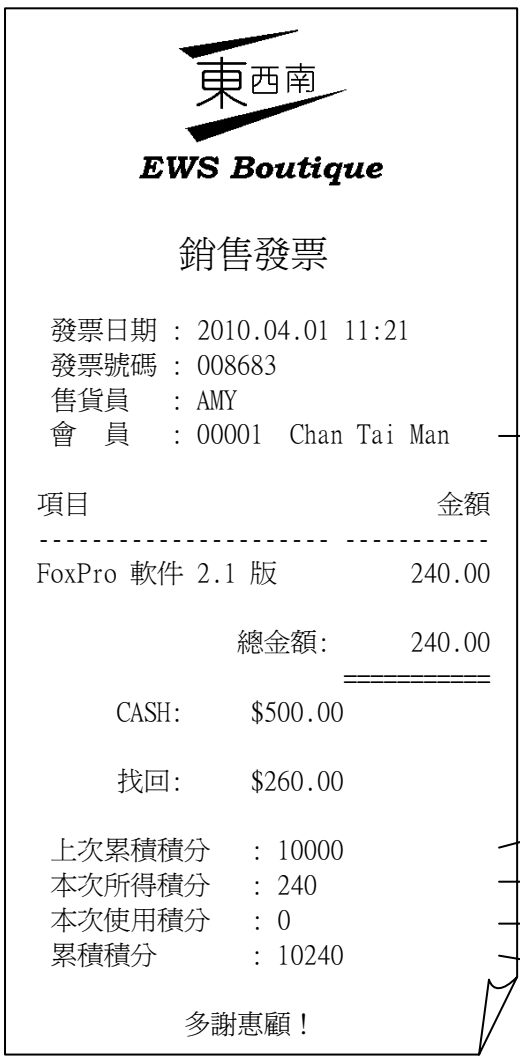 東西南
EWS Boutique
銷售發票
發票日期 : 2010.04.01 11:21
發票號碼 : 008683
售貨員 : AMY
會 員 : 00001 Chan Tai Man
項目 金額
---------------------- -----------
FoxPro 軟件 2.1 版 240.00
總金額: 240.00
===========
CASH: $500.00
找回: $260.00
上次累積積分 : 10000
本次所得積分 : 240
本次使用積分 : 0
累積積分 : 10240
多謝惠顧！